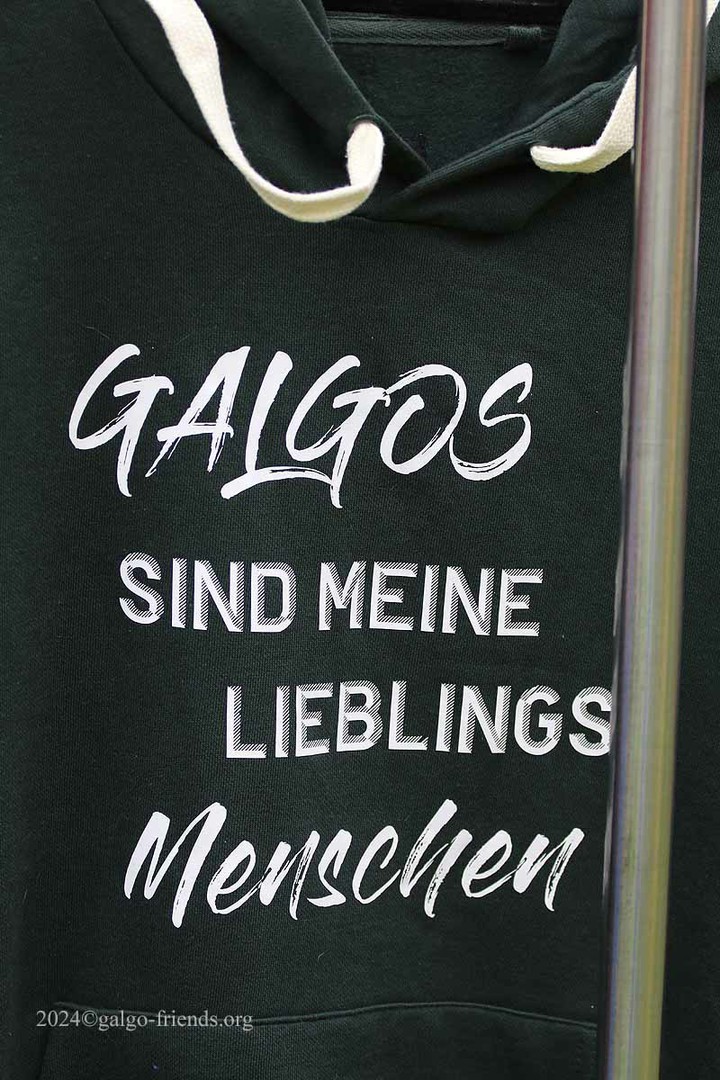 GALGOS
SIND MEINE
LIEBLINGS
Menschen
2024©galgo-friends.org